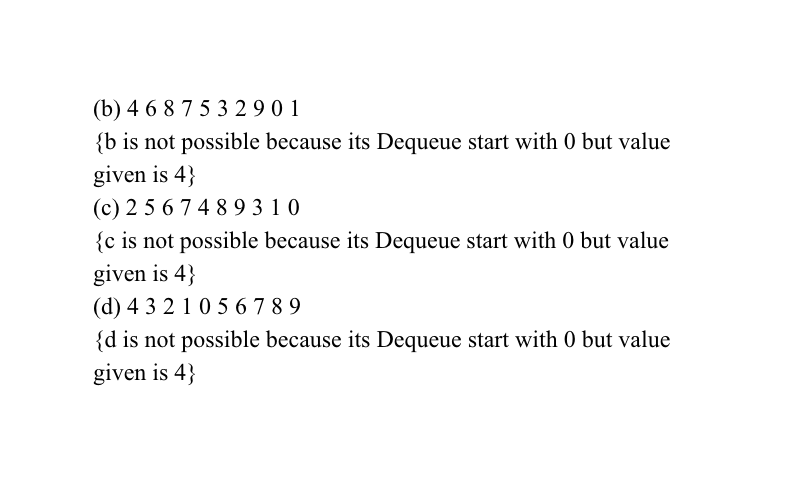 (b) 4 6 8 7 5 3 2 9 0 1
{b is not possible because its Dequeue start with 0 but value
given is 4}
(c) 2 5 6 7 4 8 9 3 1 0
{c is not possible because its Dequeue start with 0 but value
given is 4}
(d) 4 3 2 1 0 5 6 7 8 9
{d is not possible because its Dequeue start with 0 but value
given is 4}